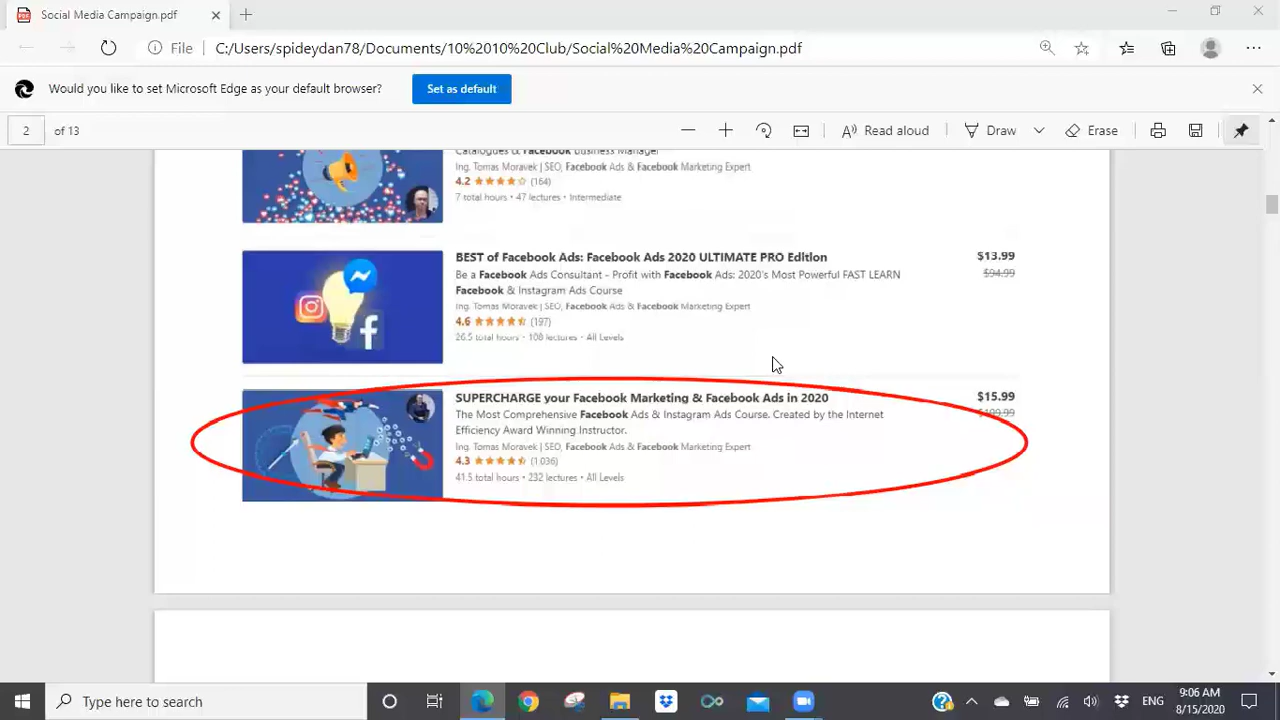 Social Media Campaign.pdf
File C:/Users/spideydan78/Documents/10%2010%20Club/Social%20Media%20Campaign.pdf
Would you like to set Microsoft Edge as your default browser? Set as default
2 of 13 Read aloud Draw Erase
Catalogues & Facebook Business Manager
Ing. Tomas Moravek | SEO, Facebook Ads & Facebook Marketing Expert
4.2 (164)
7 total hours • 47 lectures • Intermediate
BEST of Facebook Ads: Facebook Ads 2020 ULTIMATE PRO Edition $13.99
Be a Facebook Ads Consultant - Profit with Facebook Ads: 2020's Most Powerful FAST LEARN $94.99
Facebook & Instagram Ads Course
Ing. Tomas Moravek | SEO, Facebook Ads & Facebook Marketing Expert
4.6 (197)
26.5 total hours • 108 lectures • All Levels
SUPERCHARGE your Facebook Marketing & Facebook Ads in 2020 $15.99
The Most Comprehensive Facebook Ads & Instagram Ads Course. Created by the Internet $189.99
Efficiency Award Winning Instructor.
Ing. Tomas Moravek | SEO, Facebook Ads & Facebook Marketing Expert
4.3 (1,036)
41.5 total hours • 232 lectures • All Levels
Type here to search ENG 9:06 AM
8/15/2020